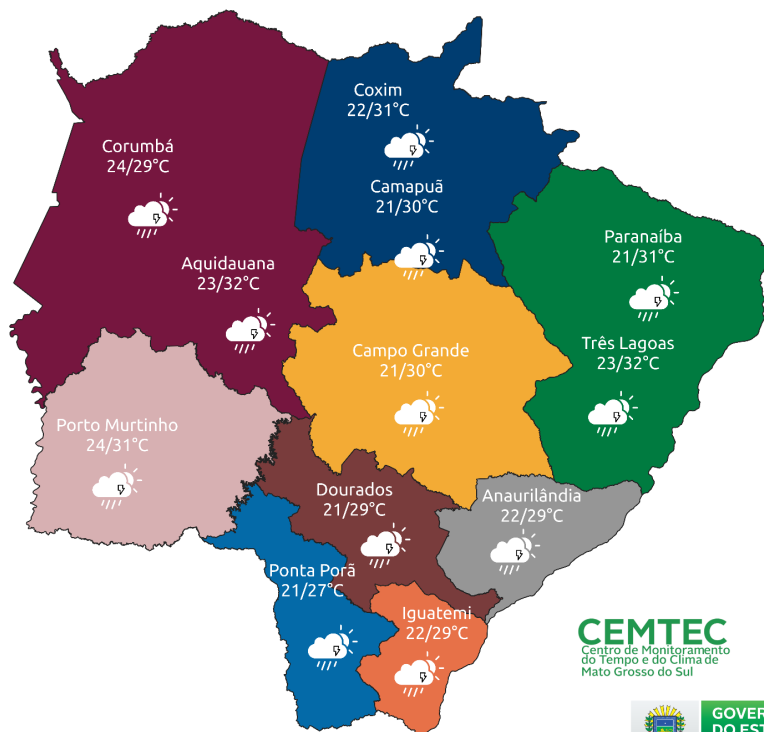 Coxim
22/31°C
Corumbá
24/29°C
Camapuã
21/30°C
Paranaíba
21/31°C
Aquidauana
23/32°C
Três Lagoas
23/32°C
Campo Grande
21/30°C
Porto Murtinho
24/31°C
Dourados
21/29°C
Anaurilândia
22/29°C
Ponta Porã
21/27°C
Iguatemi
22/29°C
CEMTEC
Centro de Monitoramento
do Tempo e do Clima de
Mato Grosso do Sul